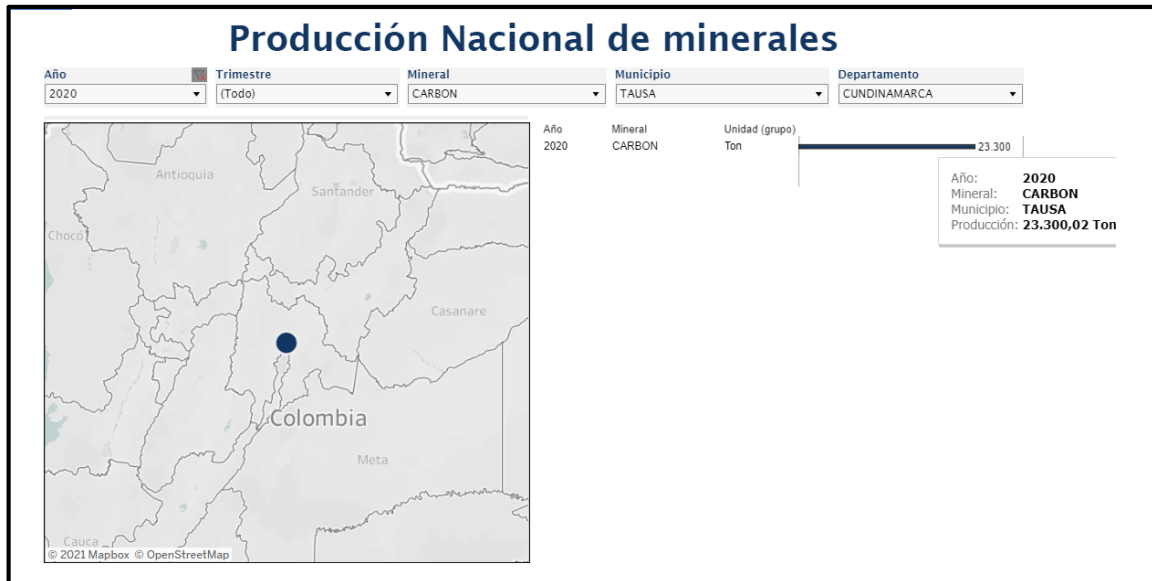 Producción Nacional de minerales
Año Trimestre Mineral Municipio Departamento
2020 (Todo) CARBON TAUSA CUNDINAMARCA
Año Mineral Unidad (grupo)
2020 CARBON Ton 23.300
Año: 2020
Mineral: CARBON
Municipio: TAUSA
Producción: 23.300,02 Ton
Antioquia
Santander
Chocó
Casanare
Colombia
Meta
Cauca
© 2021 Mapbox © OpenStreetMap